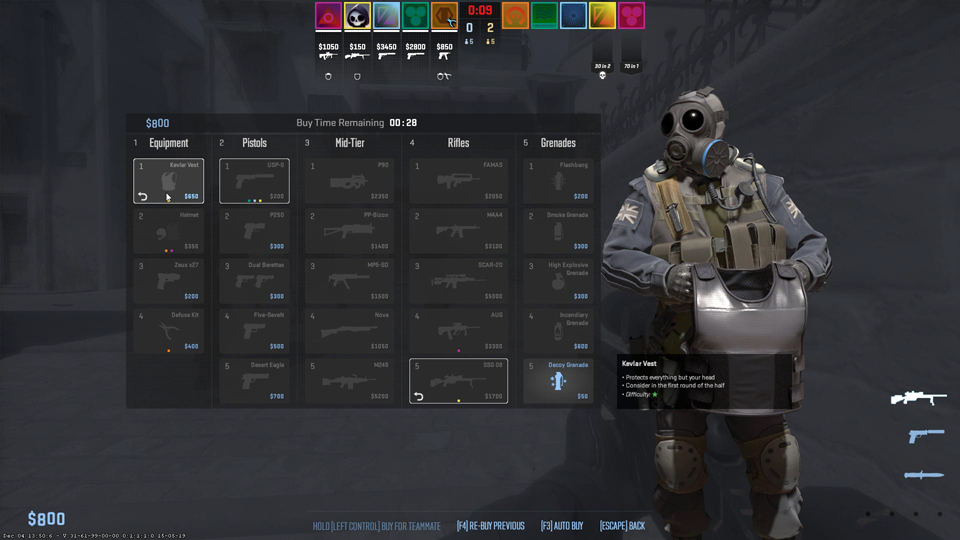 0:09
0 2
5 5
$1050 $150 $3450 $2800 $850
30 in 2 70 in 1
$800
Buy Time Remaining 00:28
1 Equipment
1 Kevlar Vest
$650
2 Helmet
$350
3 Zeus x27
$200
4 Defuse Kit
$400
2 Pistols
1 USP-S
$200
2 P250
$300
3 Dual Berettas
$300
4 Five-SeveN
$500
5 Desert Eagle
$700
3 Mid-Tier
1 P90
$2350
2 PP-Bizon
$1400
3 MP5-SD
$1500
4 Nova
$1050
5 M249
$5200
4 Rifles
1 FAMAS
2 M4A4
3 SCAR-20
$5000
4 AUG
$3300
5 SSG 08
$1700
5 Grenades
1 Flashbang
$200
2 Smoke Grenade
$300
3 High Explosive
Grenade
$300
4 Incendiary
Grenade
5 Decoy Grenade
$50
Kevlar Vest
• Protects everything but your head
• Consider in the first round of the half
• Difficulty: ★
$800
HOLD [LEFT CONTROL] BUY FOR TEAMMATE [F4] RE-BUY PREVIOUS [F3] AUTO BUY [ESCAPE] BACK